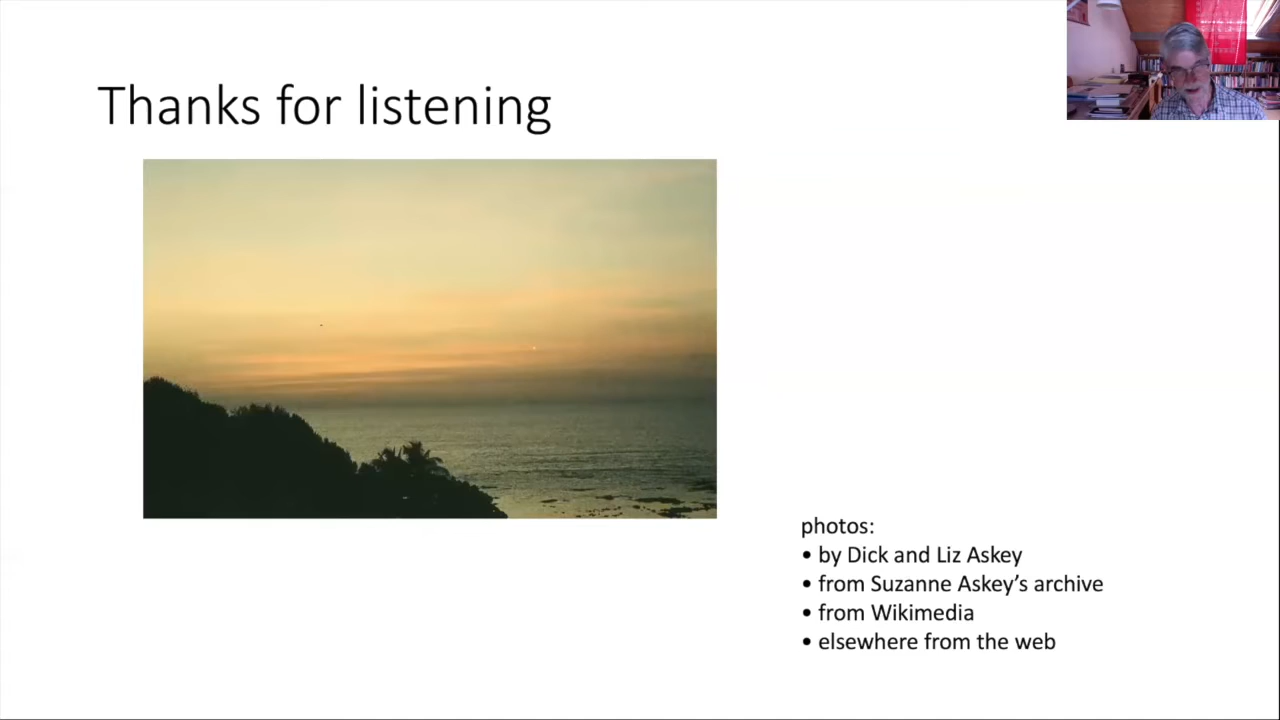 Thanks for listening
photos:
• by Dick and Liz Askey
• from Suzanne Askey’s archive
• from Wikimedia
• elsewhere from the web